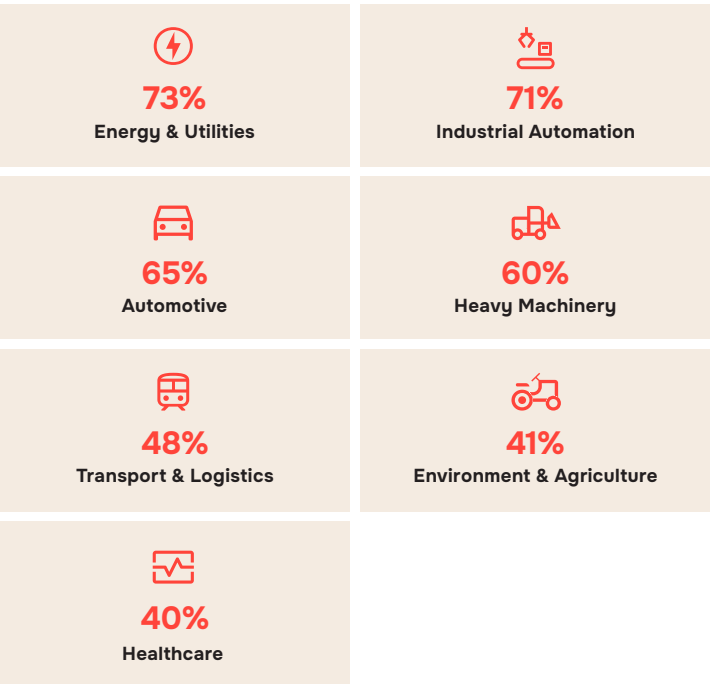 73%
Energy & Utilities
71%
Industrial Automation
65%
Automotive
60%
Heavy Machinery
48%
Transport & Logistics
41%
Environment & Agriculture
40%
Healthcare